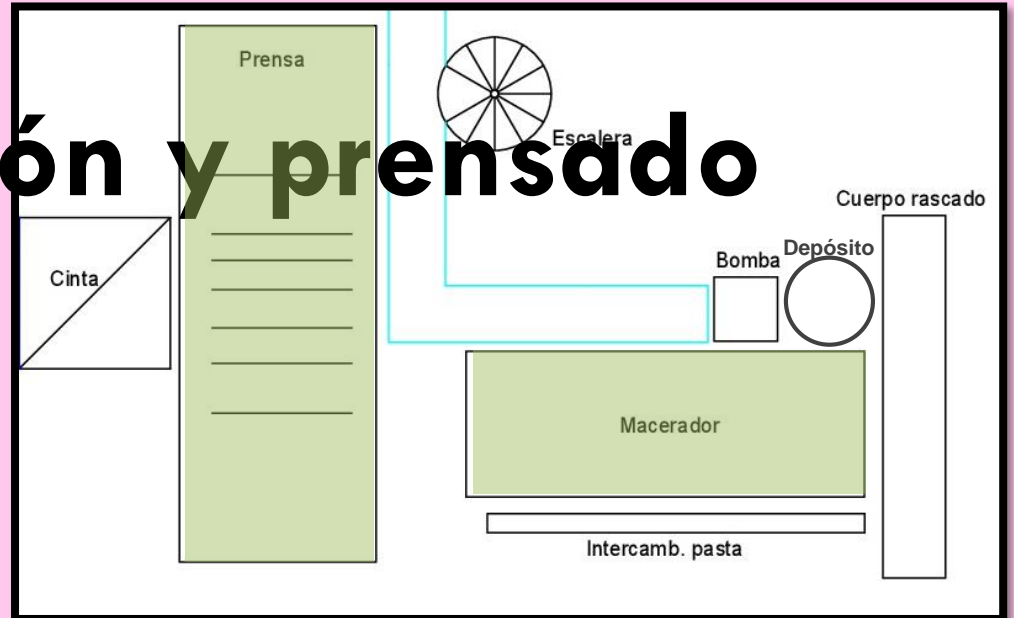 Prensa
Escalera
ón y prensado
Cuerpo rascado
Depósito
Bomba
Cinta
Macerador
Intercamb. pasta